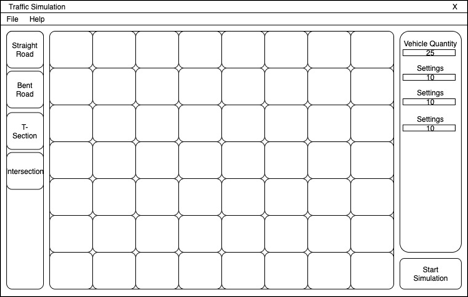 Traffic Simulation X
File Help
Straight
Road
Bent
Road
T-
Section
Intersection
Vehicle Quantity
25
Settings
10
Settings
10
Settings
10
Start
Simulation